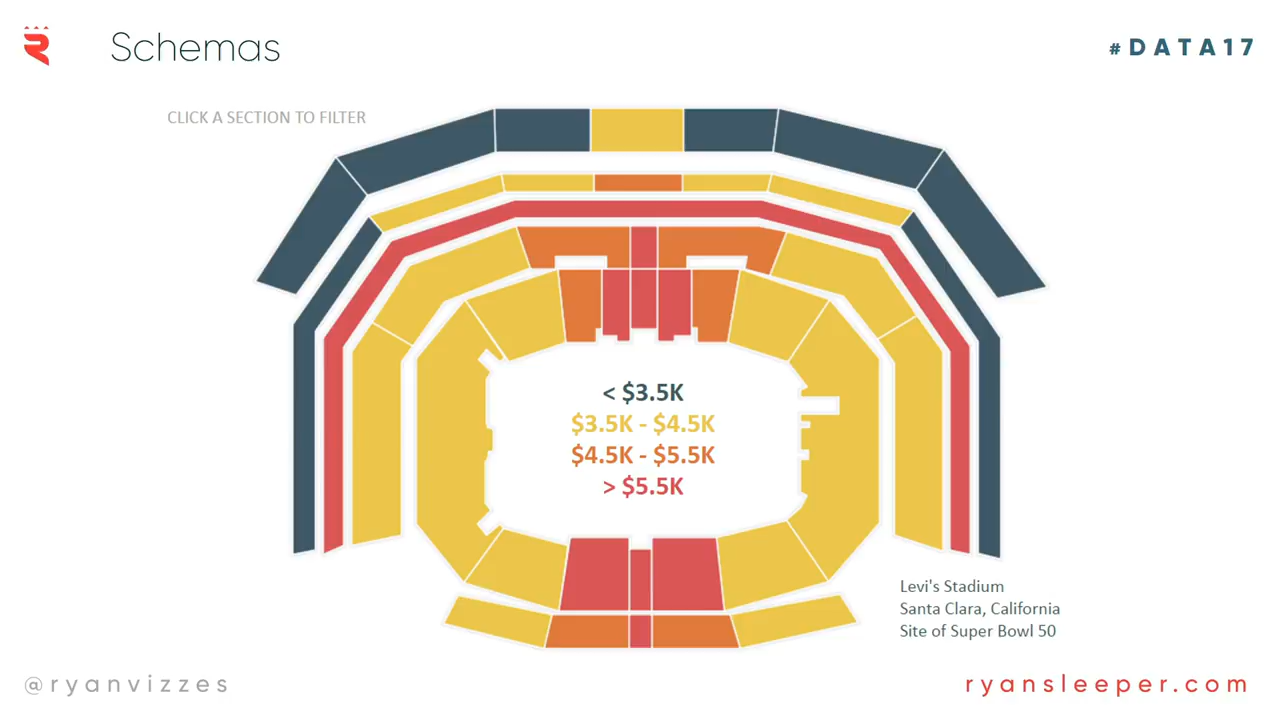 Schemas
#DATA17
CLICK A SECTION TO FILTER
< $3.5K
$3.5K - $4.5K
$4.5K - $5.5K
> $5.5K
Levi's Stadium
Santa Clara, California
Site of Super Bowl 50
@ryanvizzes
ryansleeper.com